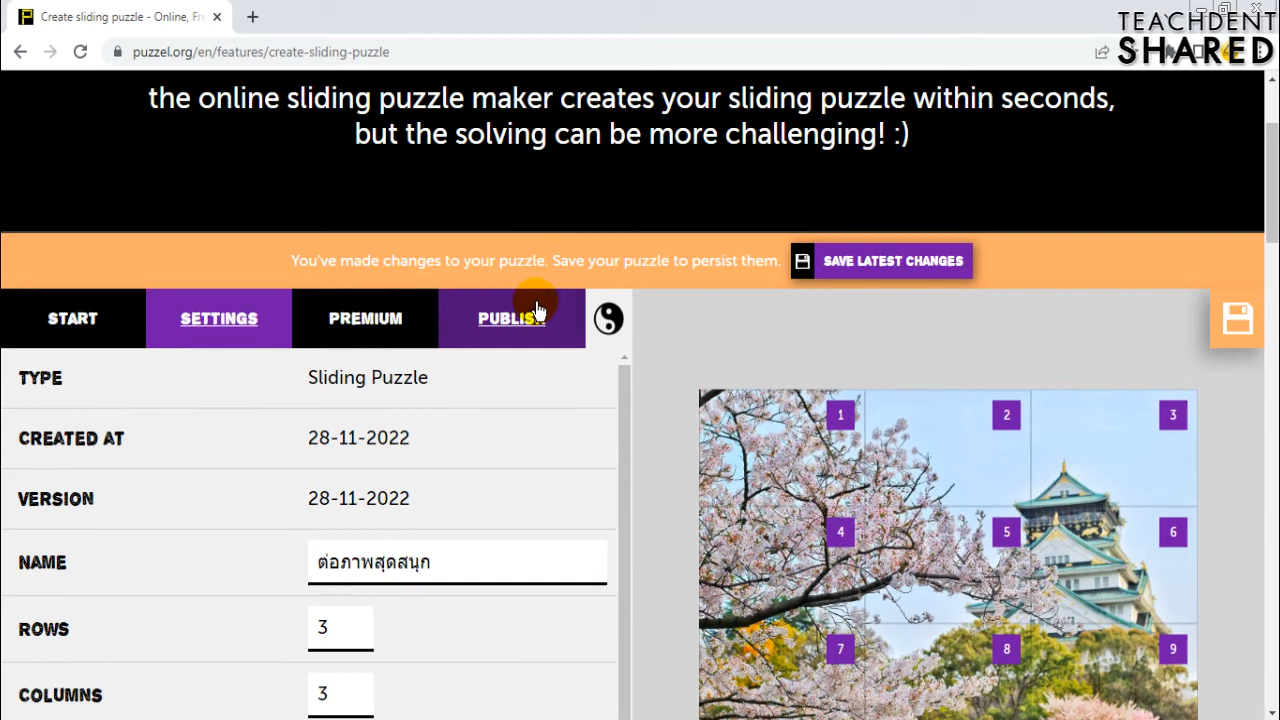 Create sliding puzzle - Online, Fr
TEACHDENT
SHARED
puzzel.org/en/features/create-sliding-puzzle
the online sliding puzzle maker creates your sliding puzzle within seconds,
but the solving can be more challenging! :)
You've made changes to your puzzle. Save your puzzle to persist them.
SAVE LATEST CHANGES
START
SETTINGS
PREMIUM
PUBLISH
TYPE
Sliding Puzzle
CREATED AT
28-11-2022
VERSION
28-11-2022
NAME
ต่อภาพสุดสนุก
ROWS
3
COLUMNS
3
1
2
3
4
5
6
7
8
9